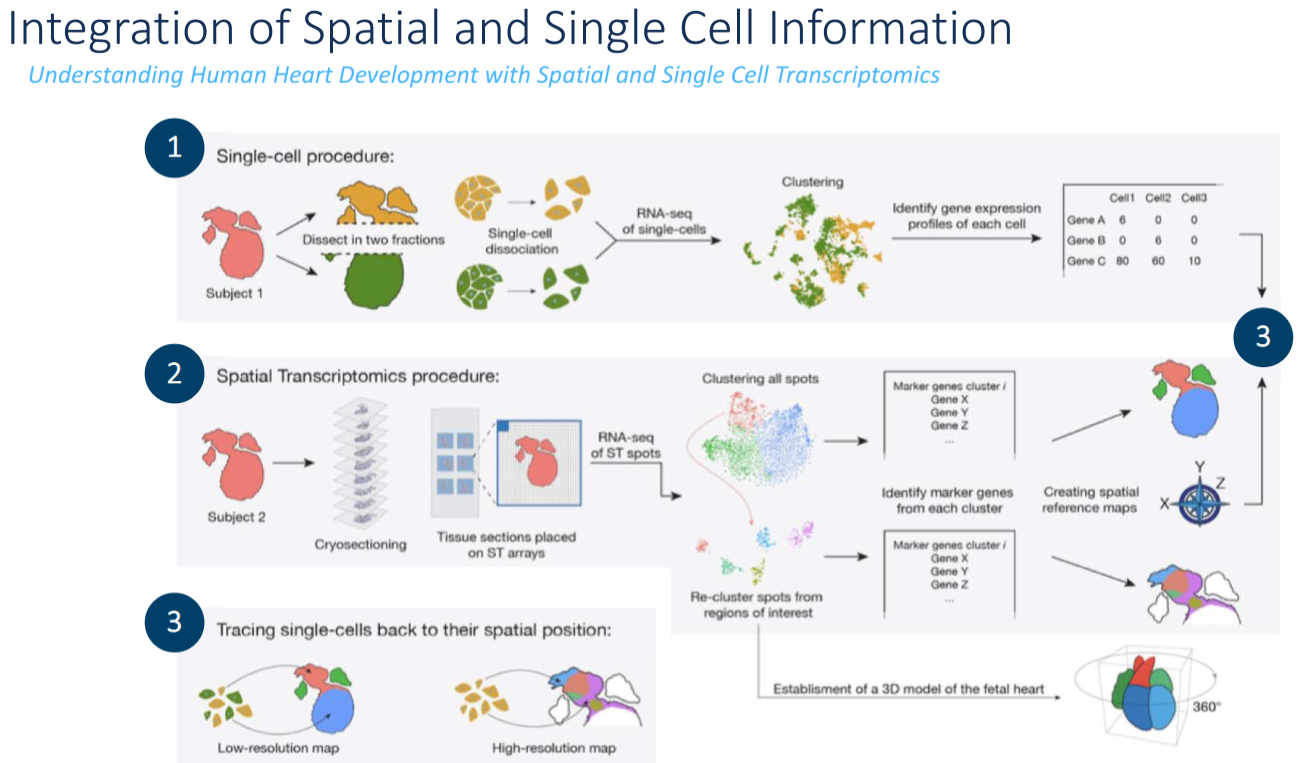 Integration of Spatial and Single Cell Information
Understanding Human Heart Development with Spatial and Single Cell Transcriptomics
1
Single-cell procedure:
Subject 1
Dissect in two fractions
Single-cell
dissociation
RNA-seq
of single-cells
Clustering
Identify gene expression
profiles of each cell
Cell1 Cell2 Cell3
Gene A 6 0 0
Gene B 0 6 0
Gene C 80 60 10
3
2
Spatial Transcriptomics procedure:
Subject 2
Cryosectioning
Tissue sections placed
on ST arrays
RNA-seq
of ST spots
Clustering all spots
Re-cluster spots from
regions of interest
Marker genes cluster i
Gene X
Gene Y
Gene Z
...
Identify marker genes
from each cluster
Marker genes cluster i
Gene X
Gene Y
Gene Z
...
Creating spatial
reference maps
Y
Z
X
3
Tracing single-cells back to their spatial position:
Low-resolution map
High-resolution map
Establisment of a 3D model of the fetal heart
360°